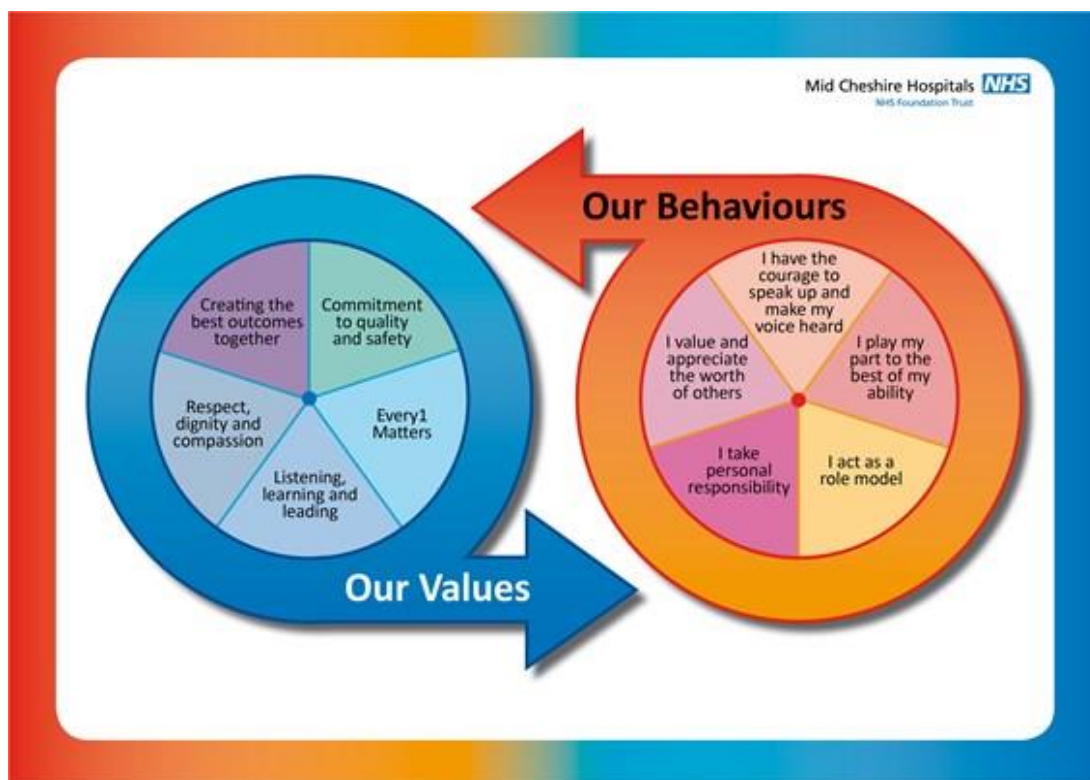 Mid Cheshire Hospitals NHS
NHS Foundation Trust
Our Behaviours
Creating the
best outcomes
together
Commitment
to quality
and safety
Every1
Matters
Listening,
learning and
leading
Respect,
dignity and
compassion
Our Values
I have the
courage to
speak up and
make my
voice heard
I play my
part to the
best of my
ability
I act as a
role model
I take
personal
responsibility
I value and
appreciate
the worth
of others